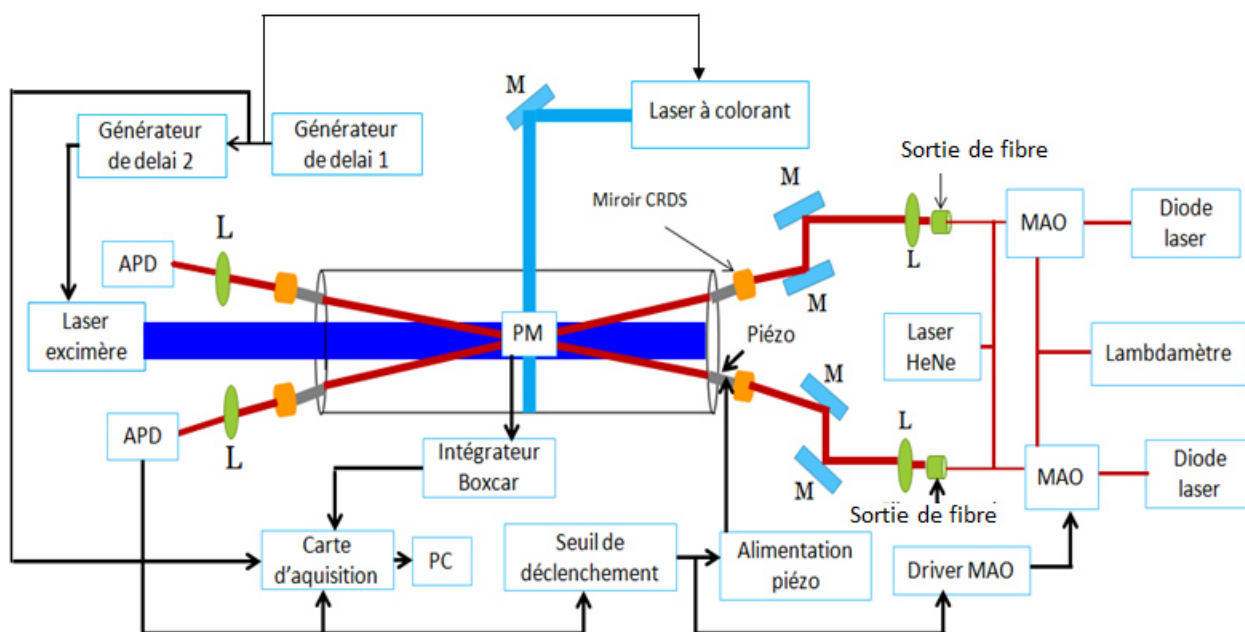 M
Laser à colorant
Générateur
de delai 2
Générateur
de delai 1
Sortie de fibre
M
Miroir CRDS
MAO
Diode
laser
L
L
APD
M
Laser
excimère
PM
Piézo
Laser
HeNe
Lambdamètre
M
L
APD
L
Intégrateur
Boxcar
M
MAO
Diode
laser
Sortie de fibre
Carte
d'aquisition
PC
Seuil de
déclenchement
Alimentation
piézo
Driver MAO